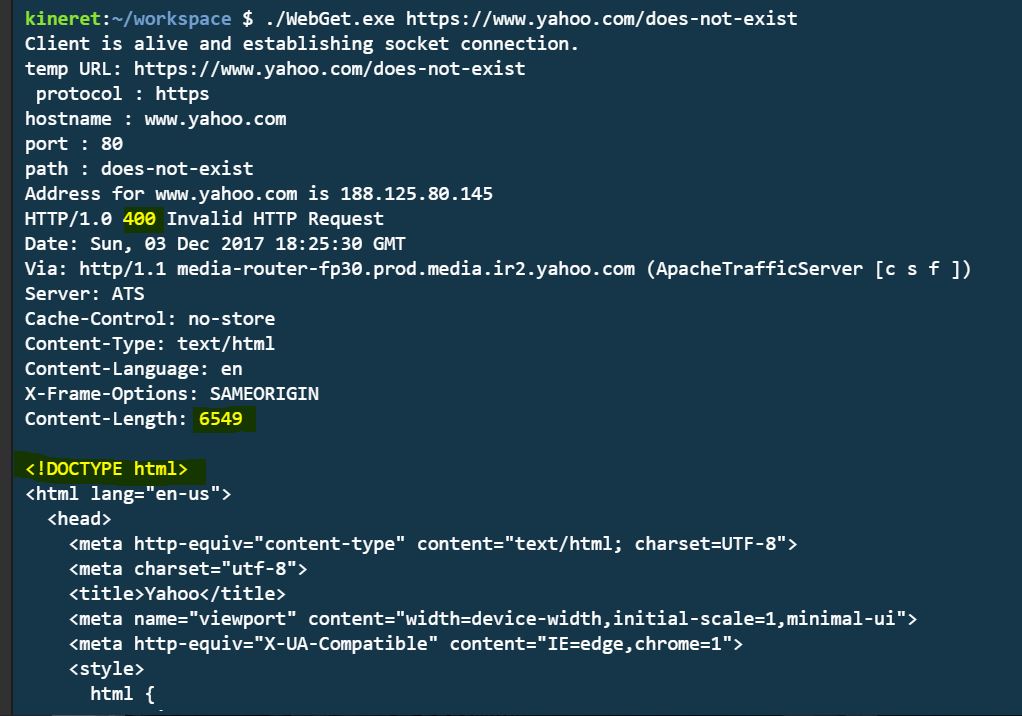 kineret:~/workspace $ ./WebGet.exe https://www.yahoo.com/does-not-exist
Client is alive and establishing socket connection.
temp URL: https://www.yahoo.com/does-not-exist
 protocol : https
hostname : www.yahoo.com
port : 80
path : does-not-exist
Address for www.yahoo.com is 188.125.80.145
HTTP/1.0 400 Invalid HTTP Request
Date: Sun, 03 Dec 2017 18:25:30 GMT
Via: http/1.1 media-router-fp30.prod.media.ir2.yahoo.com (ApacheTrafficServer [c s f ])
Server: ATS
Cache-Control: no-store
Content-Type: text/html
Content-Language: en
X-Frame-Options: SAMEORIGIN
Content-Length: 6549

<!DOCTYPE html>
<html lang="en-us">
  <head>
    <meta http-equiv="content-type" content="text/html; charset=UTF-8">
    <meta charset="utf-8">
    <title>Yahoo</title>
    <meta name="viewport" content="width=device-width,initial-scale=1,minimal-ui">
    <meta http-equiv="X-UA-Compatible" content="IE=edge,chrome=1">
    <style>
      html {